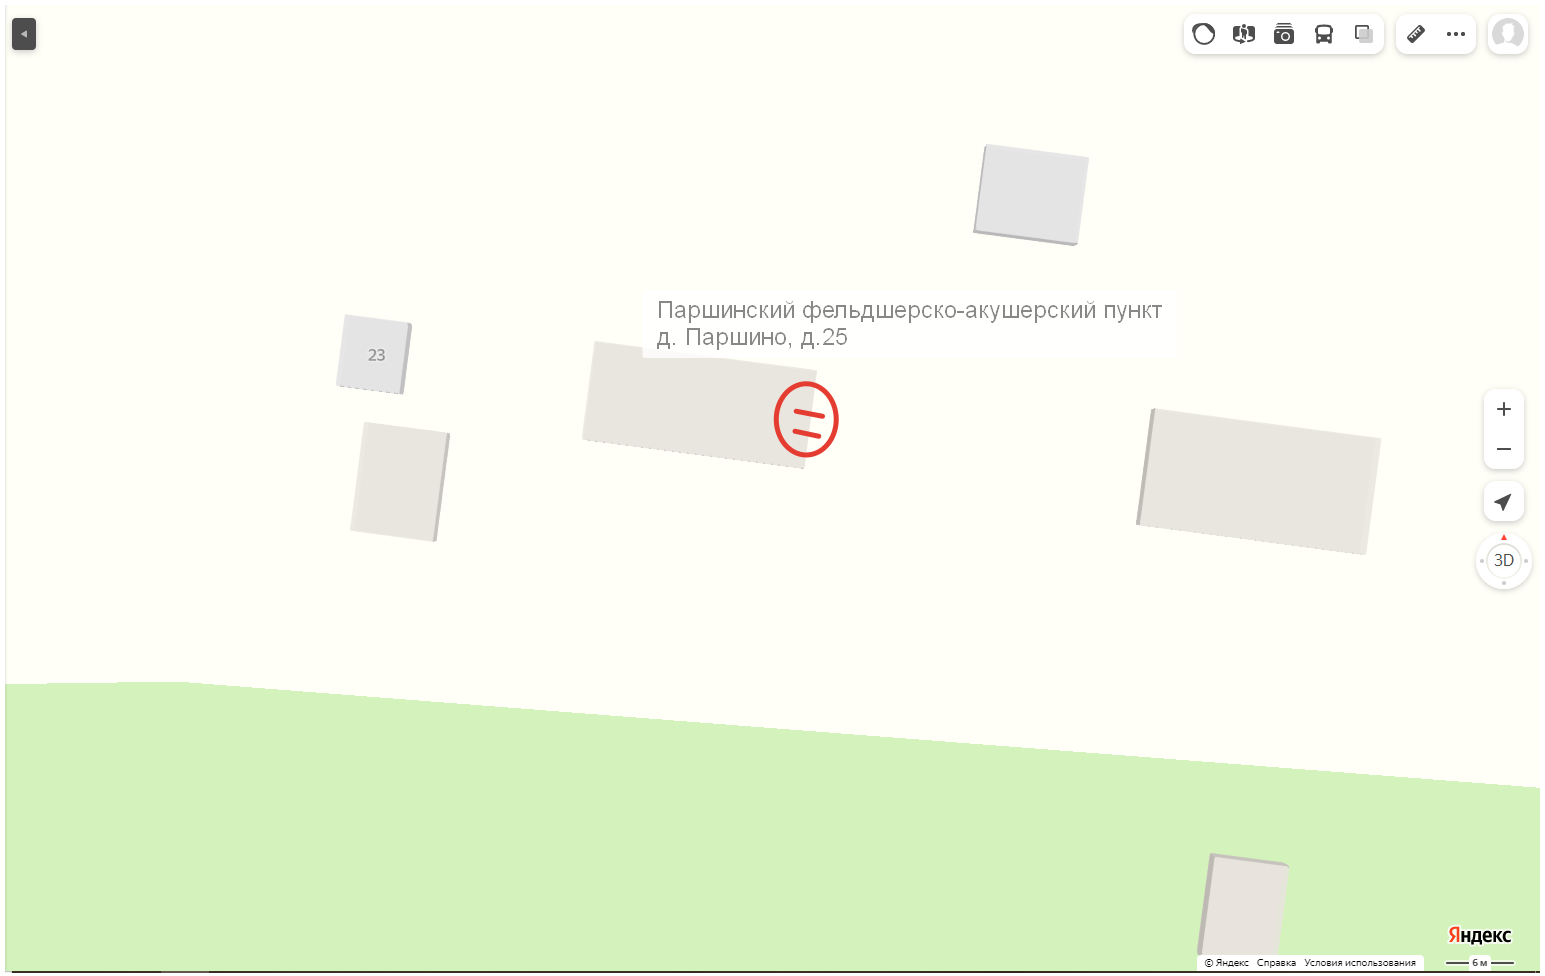 Паршинский фельдшерско-акушерский пункт
д. Паршино, д.25
23
3D
Яндекс
© Яндекс Справка Условия использования
6 м